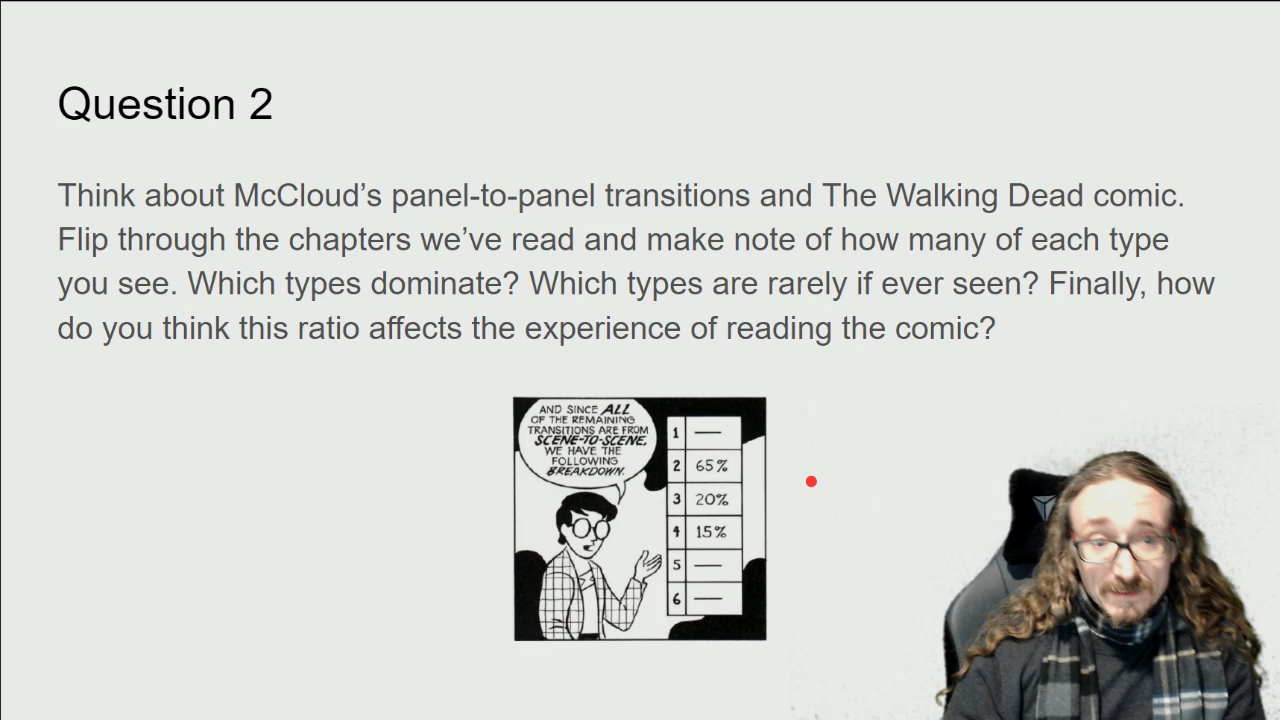 Question 2
Think about McCloud’s panel-to-panel transitions and The Walking Dead comic.
Flip through the chapters we’ve read and make note of how many of each type
you see. Which types dominate? Which types are rarely if ever seen? Finally, how
do you think this ratio affects the experience of reading the comic?
AND SINCE ALL
OF THE REMAINING
TRANSITIONS ARE FROM
SCENE-TO-SCENE,
WE HAVE THE
FOLLOWING
BREAKDOWN.
1 —
2 65%
3 20%
4 15%
5 —
6 —